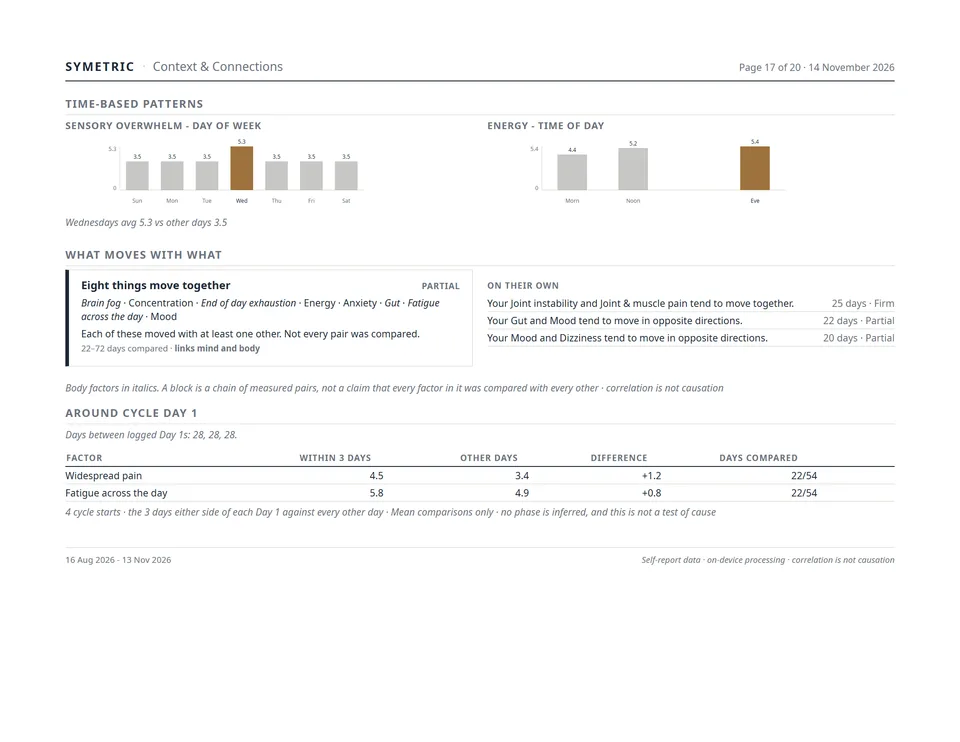 SYMETRIC · Context & Connections
Page 17 of 20 · 14 November 2026
TIME-BASED PATTERNS
SENSORY OVERWHELM - DAY OF WEEK
5.3
0
3.5 3.5 3.5 5.3 3.5 3.5 3.5
Sun Mon Tue Wed Thu Fri Sat
Wednesdays avg 5.3 vs other days 3.5
ENERGY - TIME OF DAY
5.4
0
4.4 5.2 5.4
Morn Noon Eve
WHAT MOVES WITH WHAT
Eight things move together PARTIAL
Brain fog · Concentration · End of day exhaustion · Energy · Anxiety · Gut · Fatigue
across the day · Mood
Each of these moved with at least one other. Not every pair was compared.
22–72 days compared · links mind and body
ON THEIR OWN
Your Joint instability and Joint & muscle pain tend to move together. 25 days · Firm
Your Gut and Mood tend to move in opposite directions. 22 days · Partial
Your Mood and Dizziness tend to move in opposite directions. 20 days · Partial
Body factors in italics. A block is a chain of measured pairs, not a claim that every factor in it was compared with every other · correlation is not causation
AROUND CYCLE DAY 1
Days between logged Day 1s: 28, 28, 28.
FACTOR WITHIN 3 DAYS OTHER DAYS DIFFERENCE DAYS COMPARED
Widespread pain 4.5 3.4 +1.2 22/54
Fatigue across the day 5.8 4.9 +0.8 22/54
4 cycle starts · the 3 days either side of each Day 1 against every other day · Mean comparisons only · no phase is inferred, and this is not a test of cause
16 Aug 2026 - 13 Nov 2026
Self-report data · on-device processing · correlation is not causation